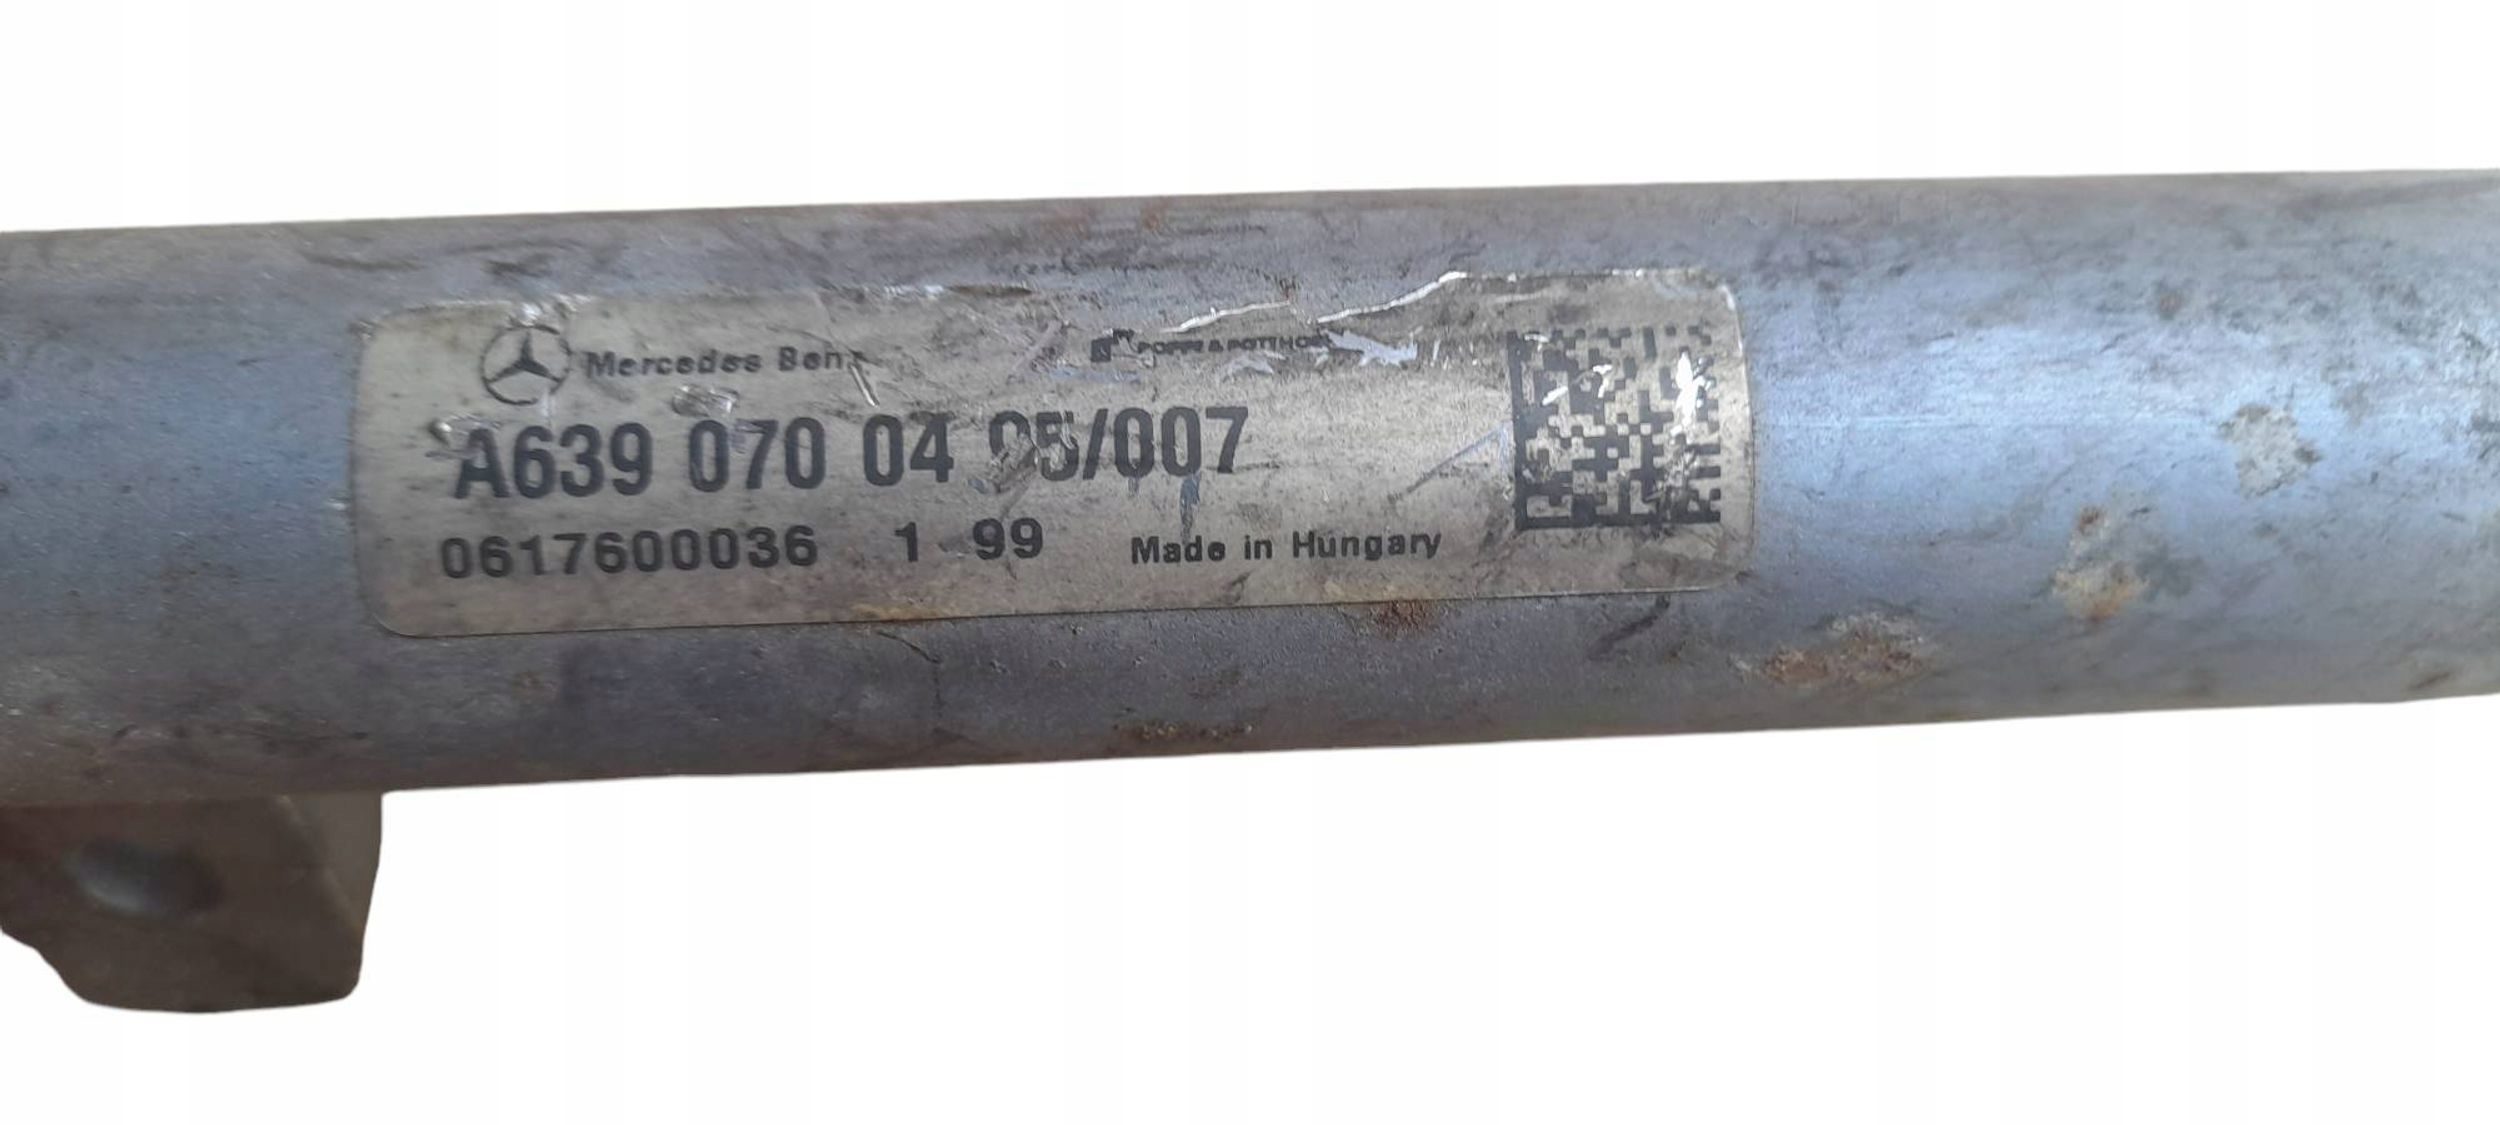 Mercedes Benz
POPPE & POTTHOFF
A639 070 04 95/007
0617600036 1 99 Made in Hungary